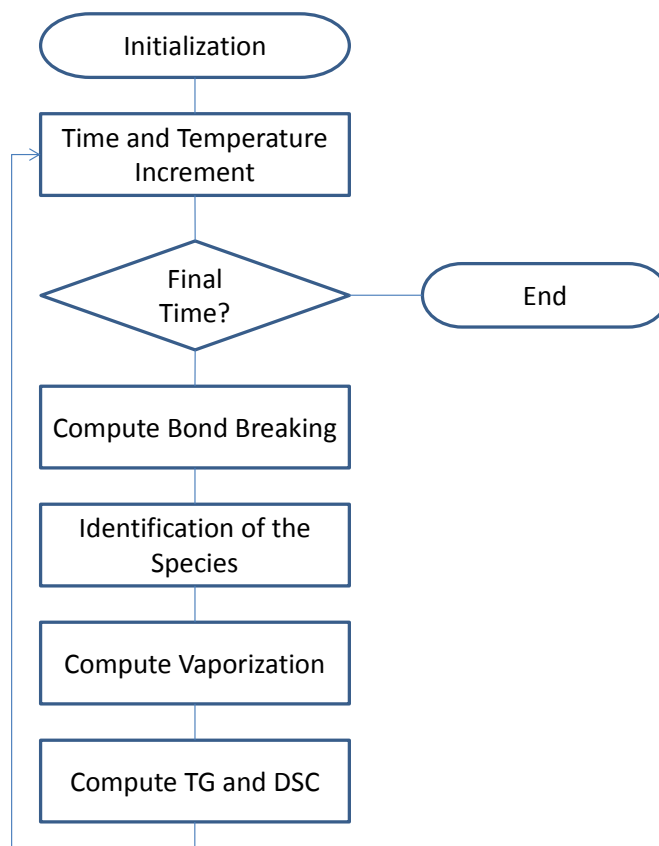 Initialization
Time and Temperature
Increment
Final
Time?
End
Compute Bond Breaking
Identification of the
Species
Compute Vaporization
Compute TG and DSC